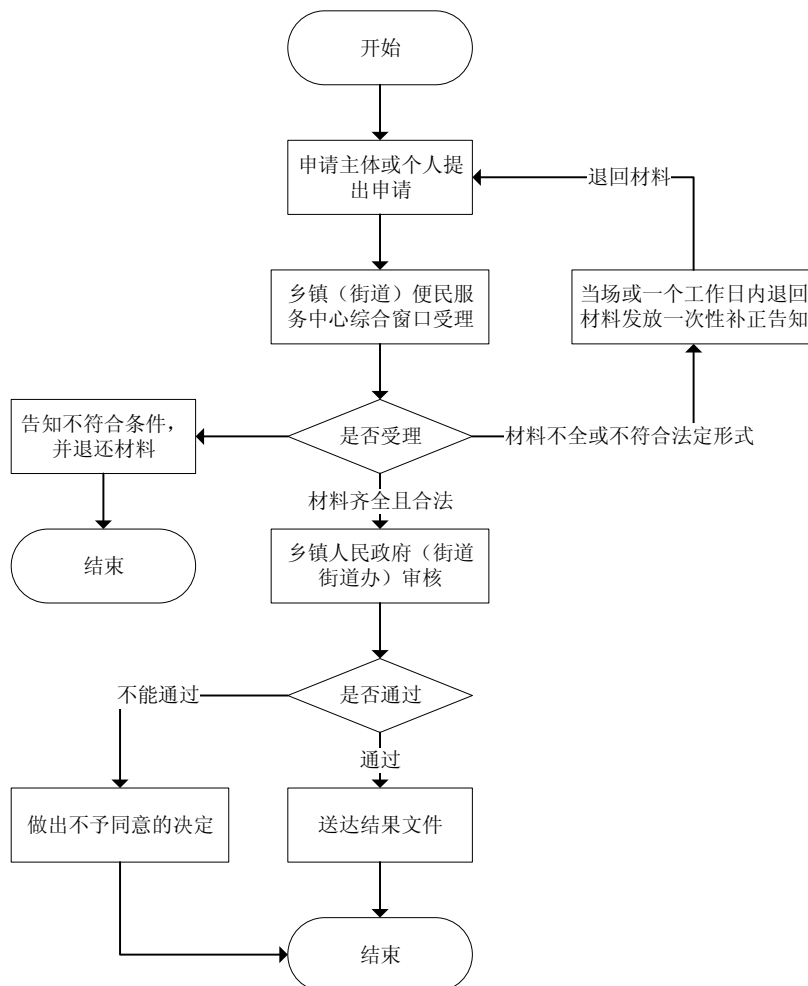 开始
申请主体或个人提
出申请
退回材料
乡镇（街道）便民服
务中心综合窗口受理
当场或一个工作日内退回
材料发放一次性补正告知
告知不符合条件，
并退还材料
是否受理
材料不全或不符合法定形式
材料齐全且合法
结束
乡镇人民政府（街道
街道办）审核
不能通过
是否通过
通过
做出不予同意的决定
送达结果文件
结束